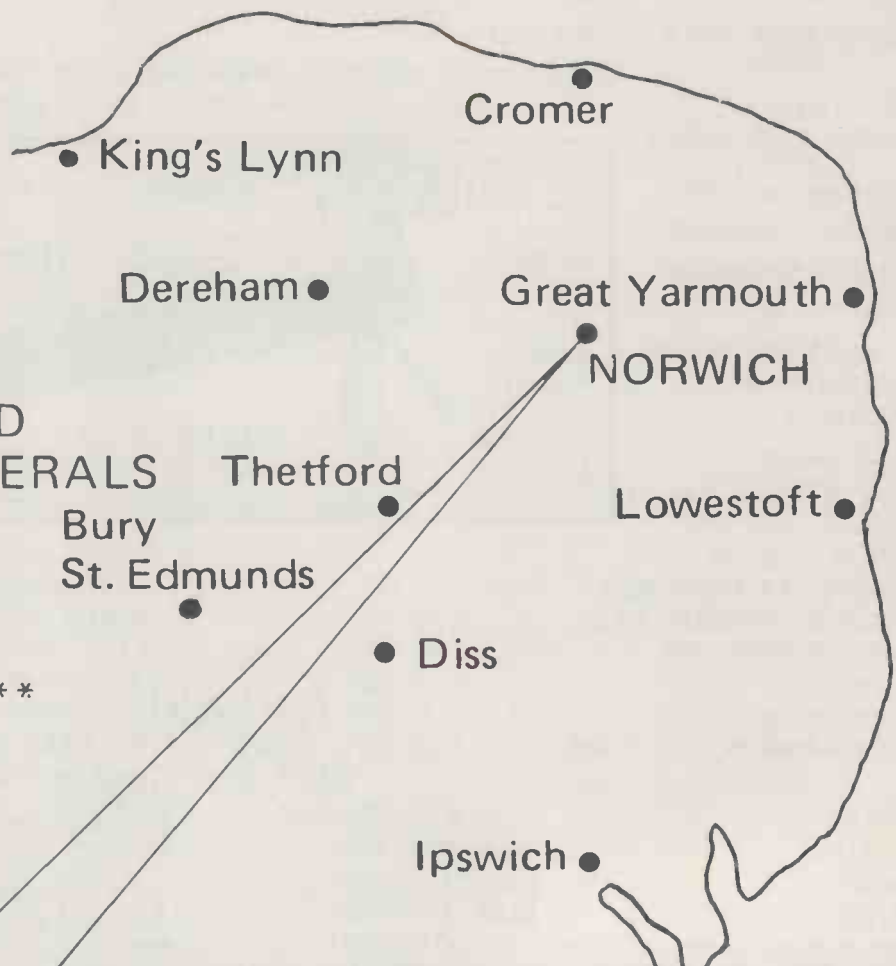 Cromer
King's Lynn
Dereham
Great Yarmouth
NORWICH
D
ERALS
Thetford
Bury
St. Edmunds
Lowestoft
Diss
**
Ipswich